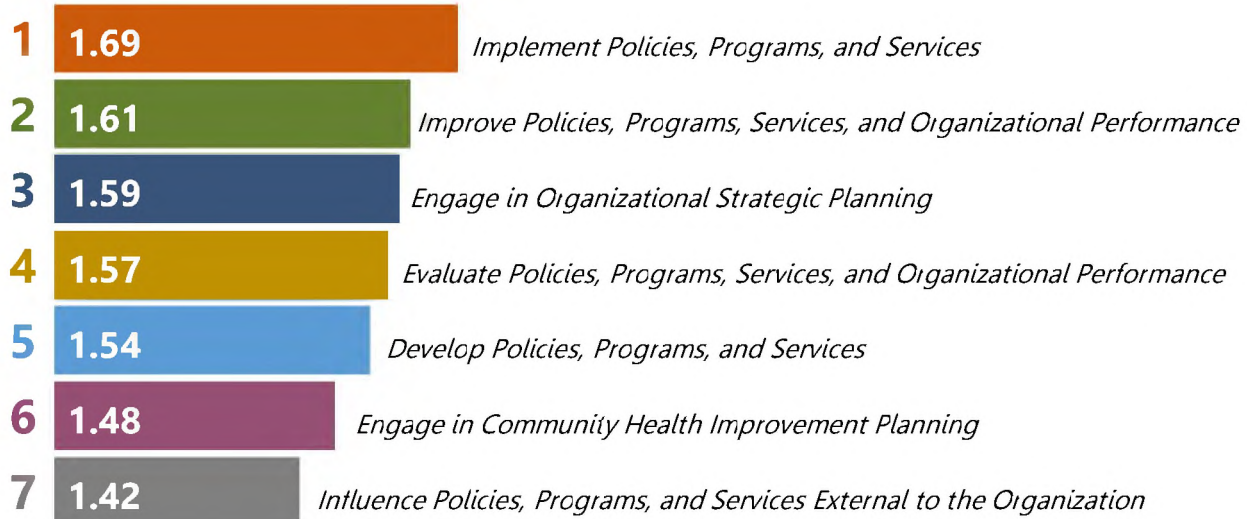 1 1.69 Implement Policies, Programs, and Services
2 1.61 Improve Policies, Programs, Services, and Organizational Performance
3 1.59 Engage in Organizational Strategic Planning
4 1.57 Evaluate Policies, Programs, Services, and Organizational Performance
5 1.54 Develop Policies, Programs, and Services
6 1.48 Engage in Community Health Improvement Planning
7 1.42 Influence Policies, Programs, and Services External to the Organization